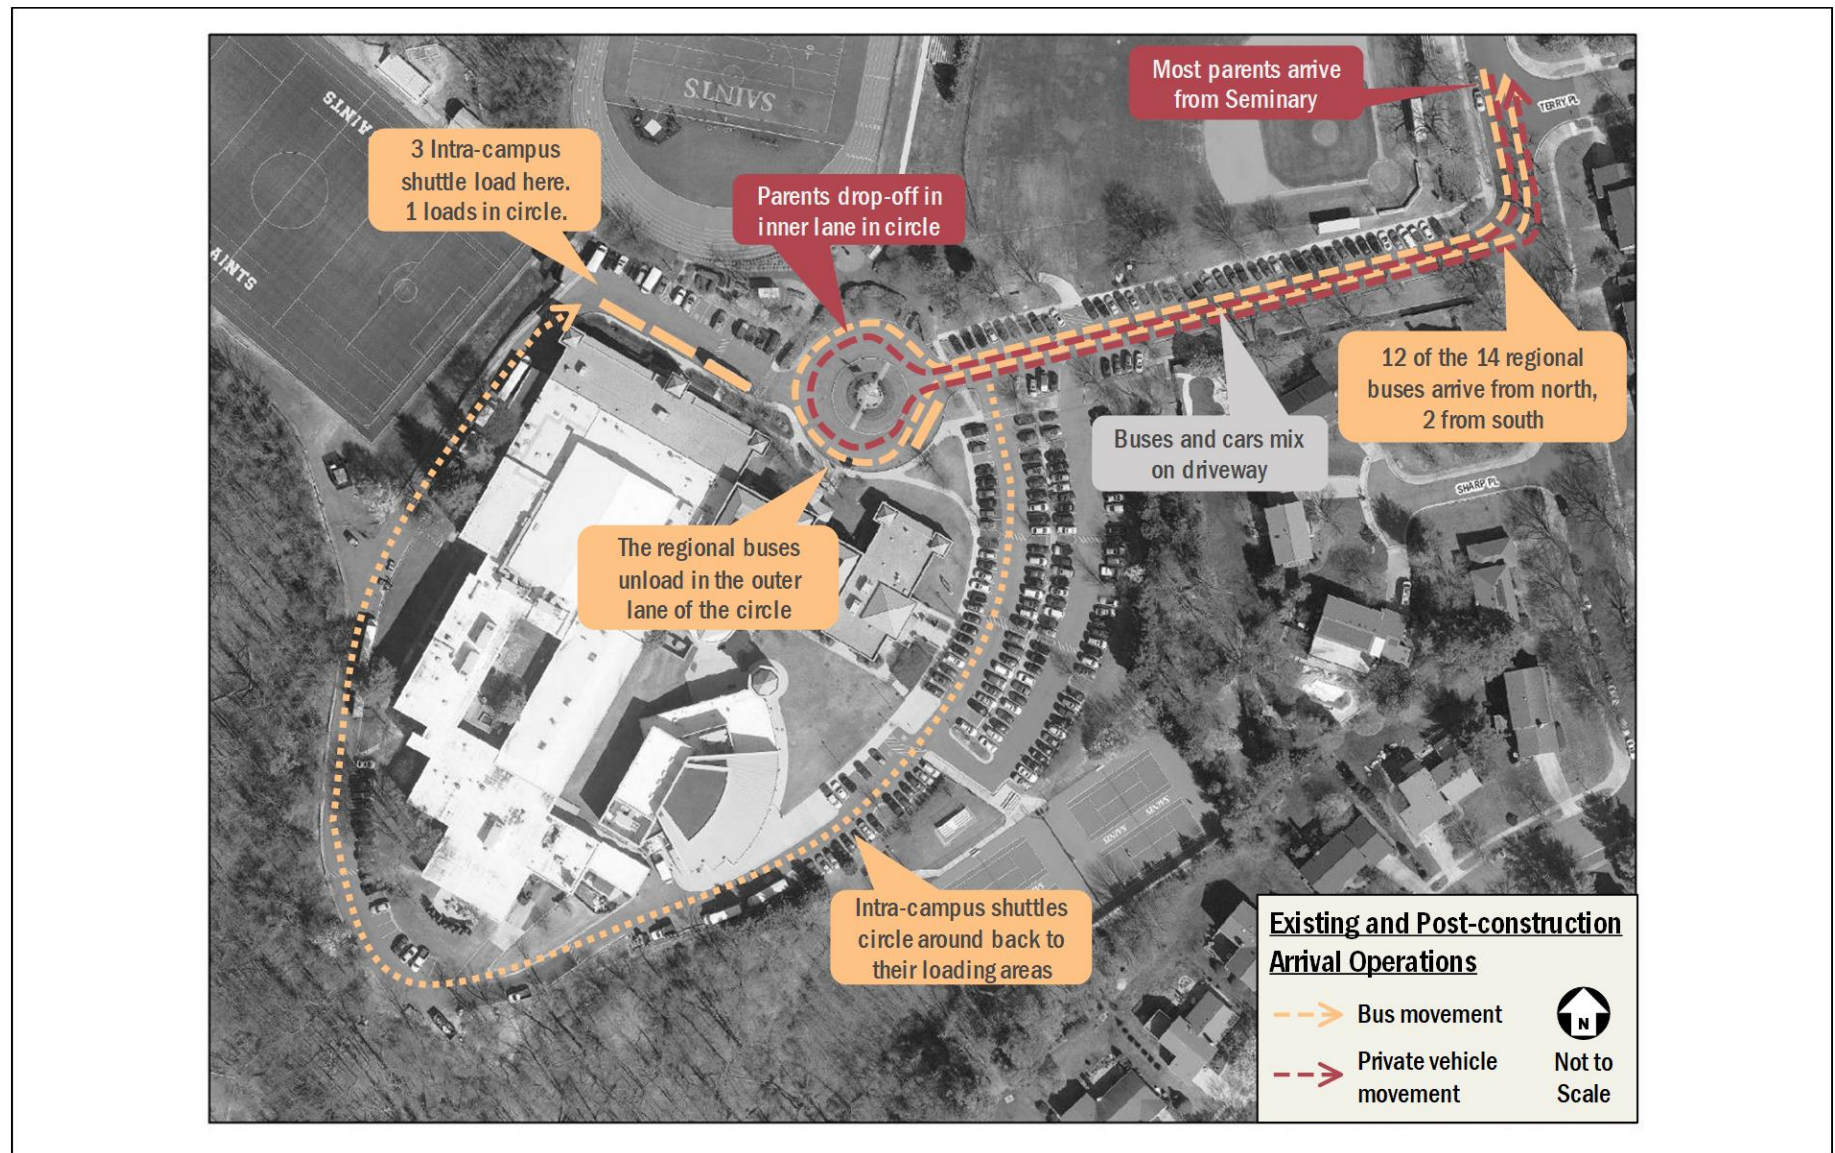 SAINTS
Most parents arrive
from Seminary
TERRY PL
SAINTS
3 Intra-campus
shuttle load here.
1 loads in circle.
Parents drop-off in
inner lane in circle
SAINTS
12 of the 14 regional
buses arrive from north,
2 from south
Buses and cars mix
on driveway
SHARP PL
The regional buses
unload in the outer
lane of the circle
SAINTS
SAINTS
Intra-campus shuttles
circle around back to
their loading areas
Existing and Post-construction
Arrival Operations
Bus movement
N
Private vehicle
movement
Not to
Scale